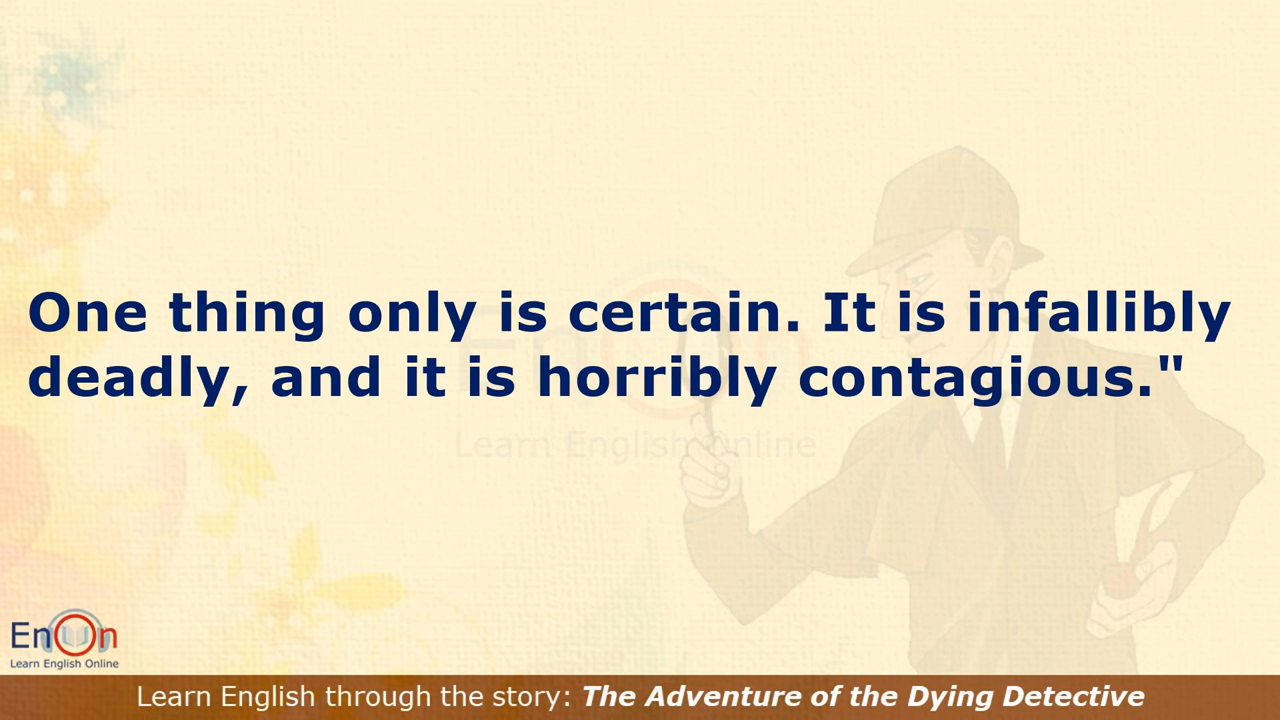 One thing only is certain. It is infallibly
deadly, and it is horribly contagious."
Learn English Online
EnOn
Learn English Online
Learn English through the story: The Adventure of the Dying Detective